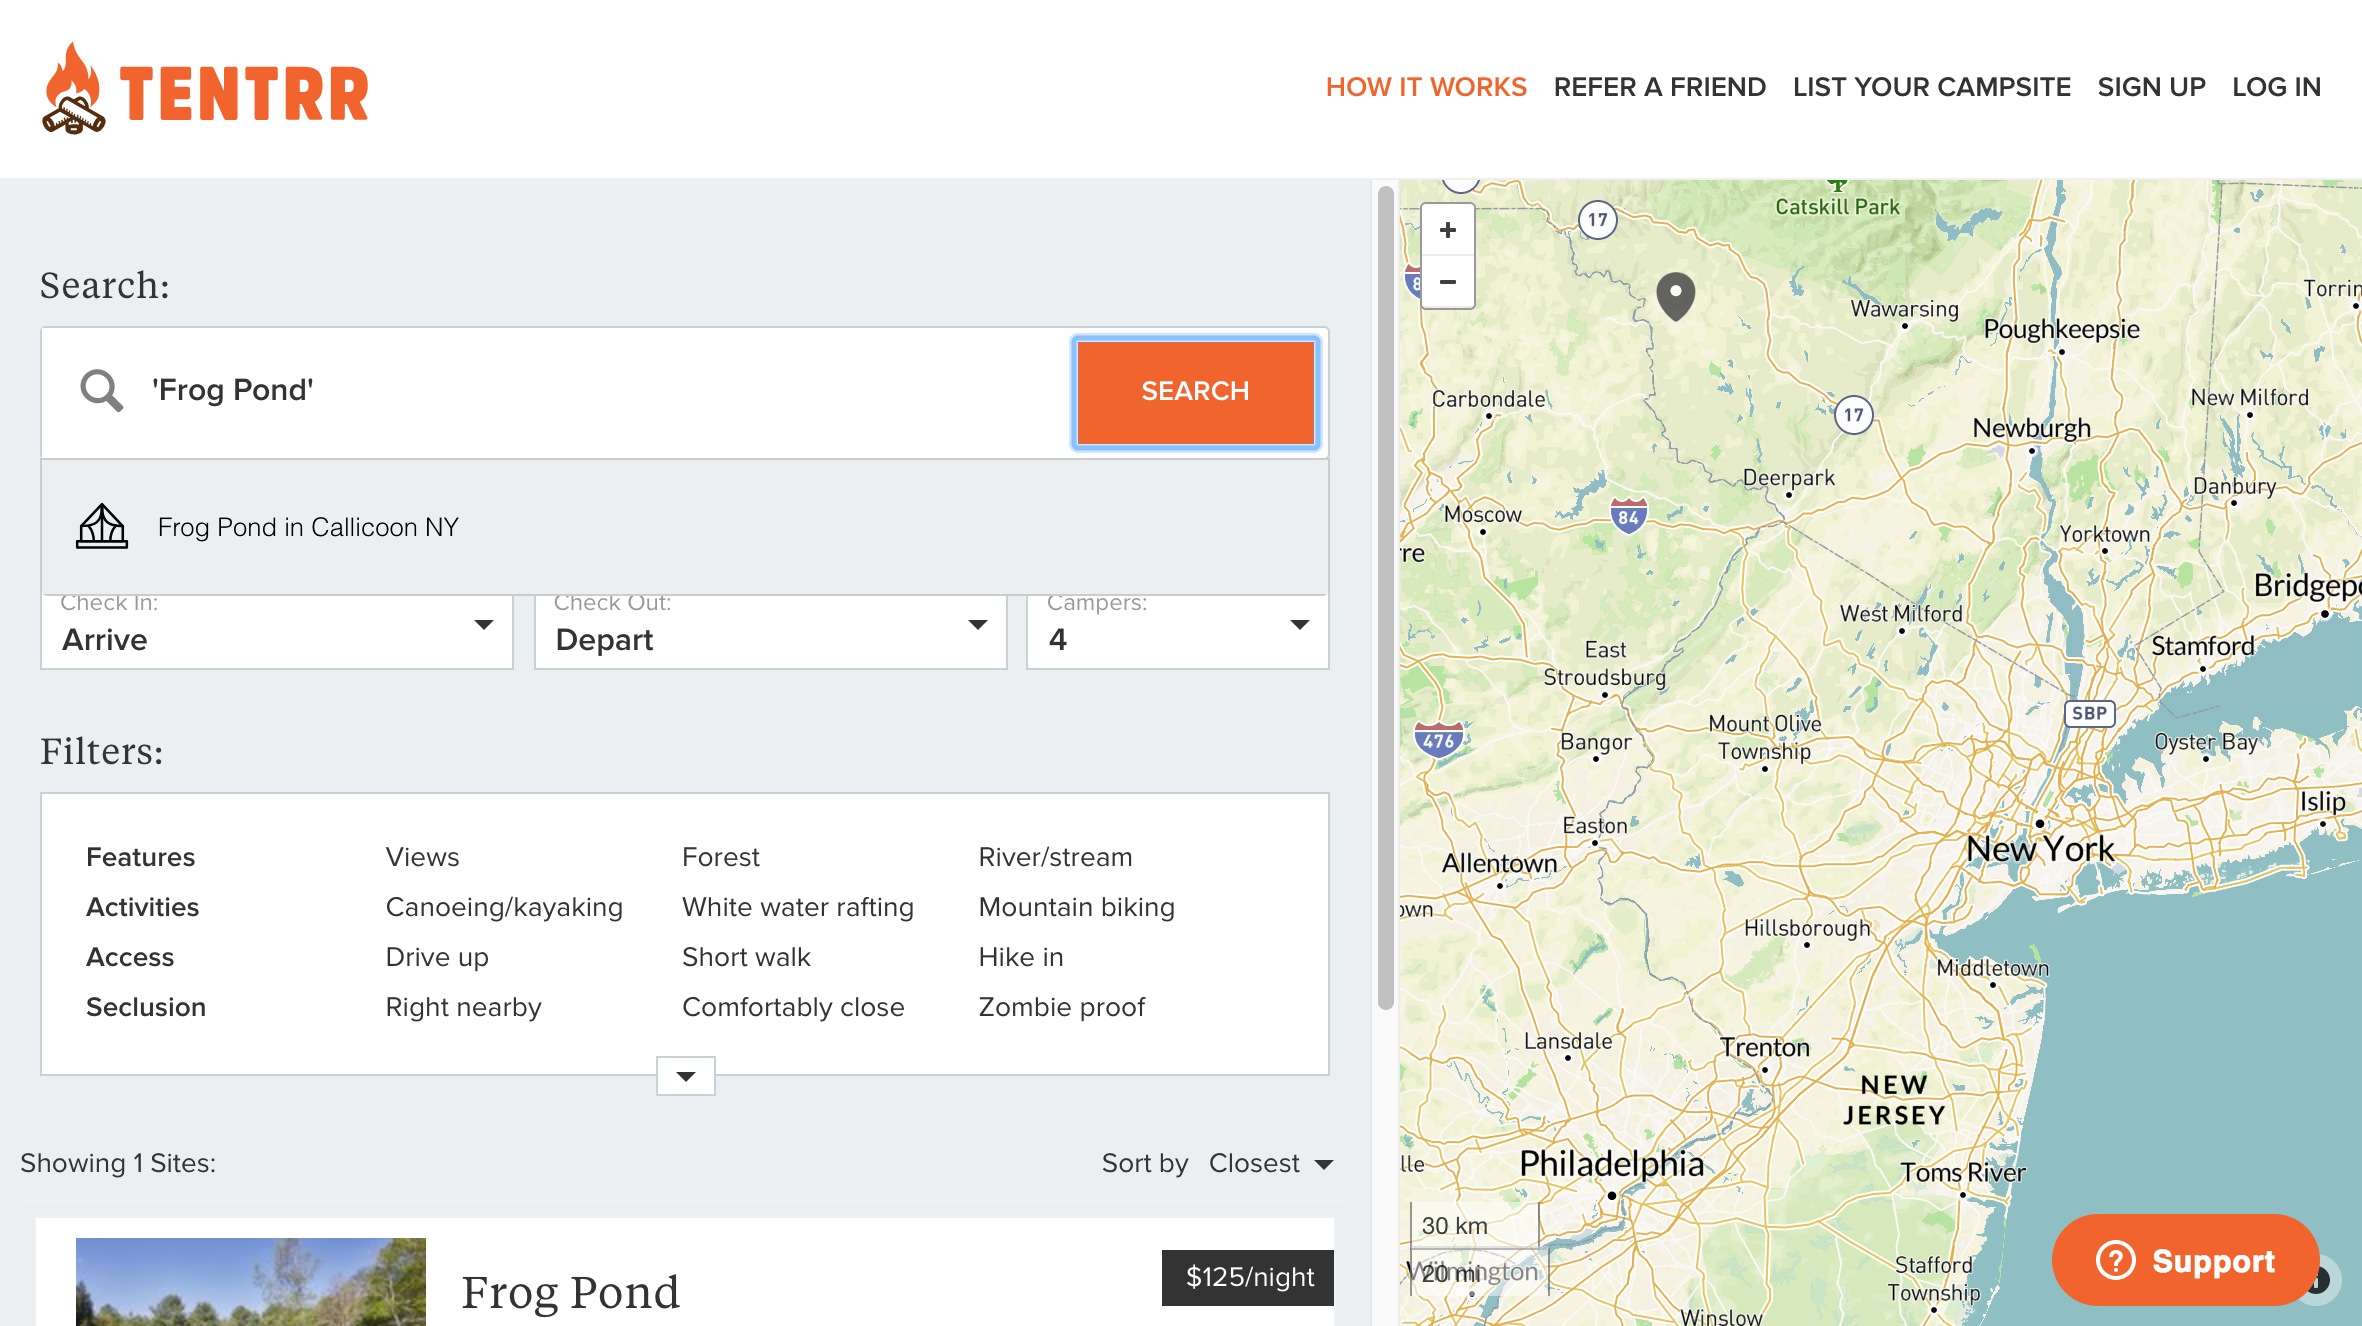 TENTRR
HOW IT WORKS REFER A FRIEND LIST YOUR CAMPSITE SIGN UP LOG IN
Search:
'Frog Pond'
SEARCH
Frog Pond in Callicoon NY
Check In:
Arrive
Check Out:
Depart
Campers:
4
Filters:
Features Views Forest River/stream
Activities Canoeing/kayaking White water rafting Mountain biking
Access Drive up Short walk Hike in
Seclusion Right nearby Comfortably close Zombie proof
Showing 1 Sites:
Sort by Closest
Frog Pond
$125/night
+
−
Catskill Park
17
Wawarsing
Poughkeepsie
Carbondale
17
New Milford
Newburgh
Deerpark
Danbury
Moscow
84
Yorktown
West Milford
Stamford
East
Stroudsburg
SBP
476
Mount Olive
Township
Bangor
Oyster Bay
Islip
Easton
New York
Allentown
Hillsborough
Middletown
Lansdale
Trenton
NEW
JERSEY
Philadelphia
Toms River
30 km
20 mi
Wilmington
Stafford
Township
Winslow
Support